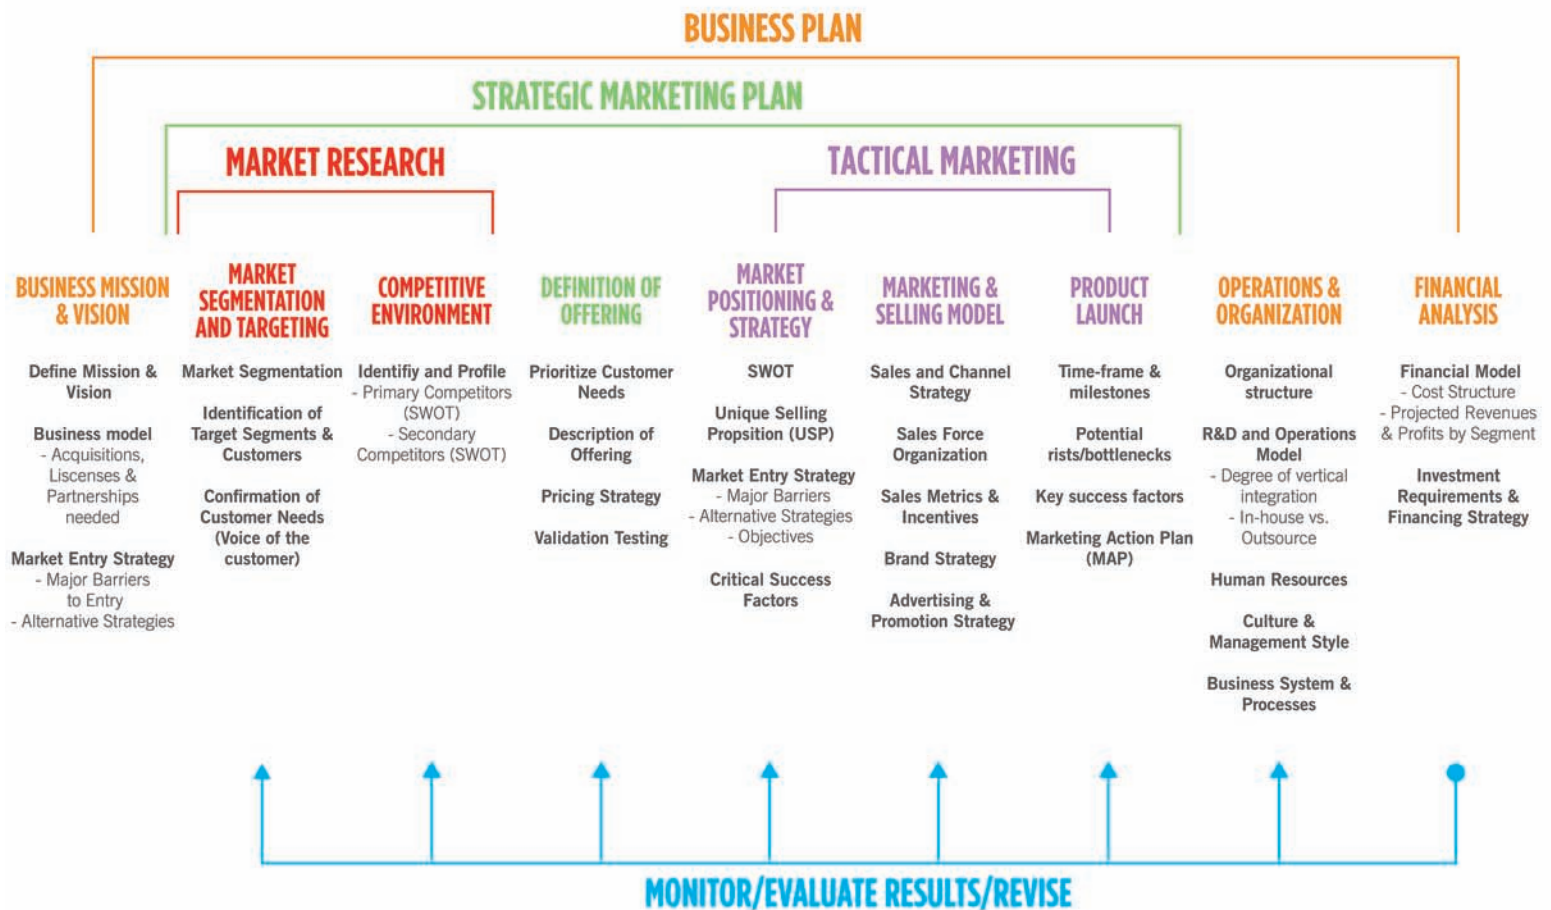 BUSINESS PLAN
STRATEGIC MARKETING PLAN
MARKET RESEARCH
TACTICAL MARKETING
BUSINESS MISSION
& VISION
Define Mission &
Vision
Business model
- Acquisitions,
Liscenses &
Partnerships
needed
Market Entry Strategy
- Major Barriers
to Entry
- Alternative Strategies
MARKET
SEGMENTATION
AND TARGETING
Market Segmentation
Identification of
Target Segments &
Customers
Confirmation of
Customer Needs
(Voice of the
customer)
COMPETITIVE
ENVIRONMENT
Identifiy and Profile
- Primary Competitors
(SWOT)
- Secondary
Competitors (SWOT)
DEFINITION OF
OFFERING
Prioritize Customer
Needs
Description of
Offering
Pricing Strategy
Validation Testing
MARKET
POSITIONING &
STRATEGY
SWOT
Unique Selling
Propsition (USP)
Market Entry Strategy
- Major Barriers
- Alternative Strategies
- Objectives
Critical Success
Factors
MARKETING &
SELLING MODEL
Sales and Channel
Strategy
Sales Force
Organization
Sales Metrics &
Incentives
Brand Strategy
Advertising &
Promotion Strategy
PRODUCT
LAUNCH
Time-frame &
milestones
Potential
rists/bottlenecks
Key success factors
Marketing Action Plan
(MAP)
OPERATIONS &
ORGANIZATION
Organizational
structure
R&D and Operations
Model
- Degree of vertical
integration
- In-house vs.
Outsource
Human Resources
Culture &
Management Style
Business System &
Processes
FINANCIAL
ANALYSIS
Financial Model
- Cost Structure
- Projected Revenues
& Profits by Segment
Investment
Requirements &
Financing Strategy
MONITOR/EVALUATE RESULTS/REVISE